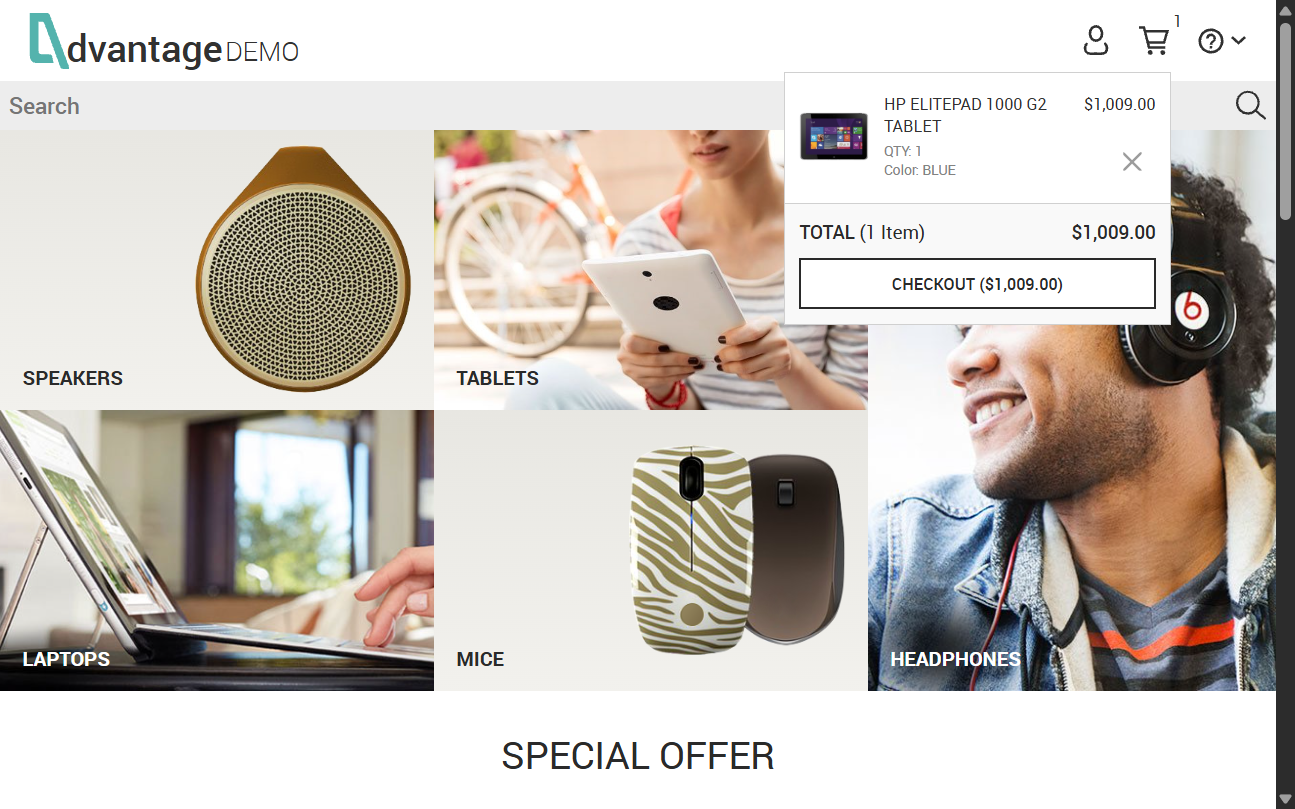 dvantage DEMO
1
Search
HP ELITEPAD 1000 G2 $1,009.00
TABLET
QTY: 1
Color: BLUE
TOTAL (1 Item) $1,009.00
CHECKOUT ($1,009.00)
SPEAKERS
TABLETS
LAPTOPS
MICE
HEADPHONES
SPECIAL OFFER